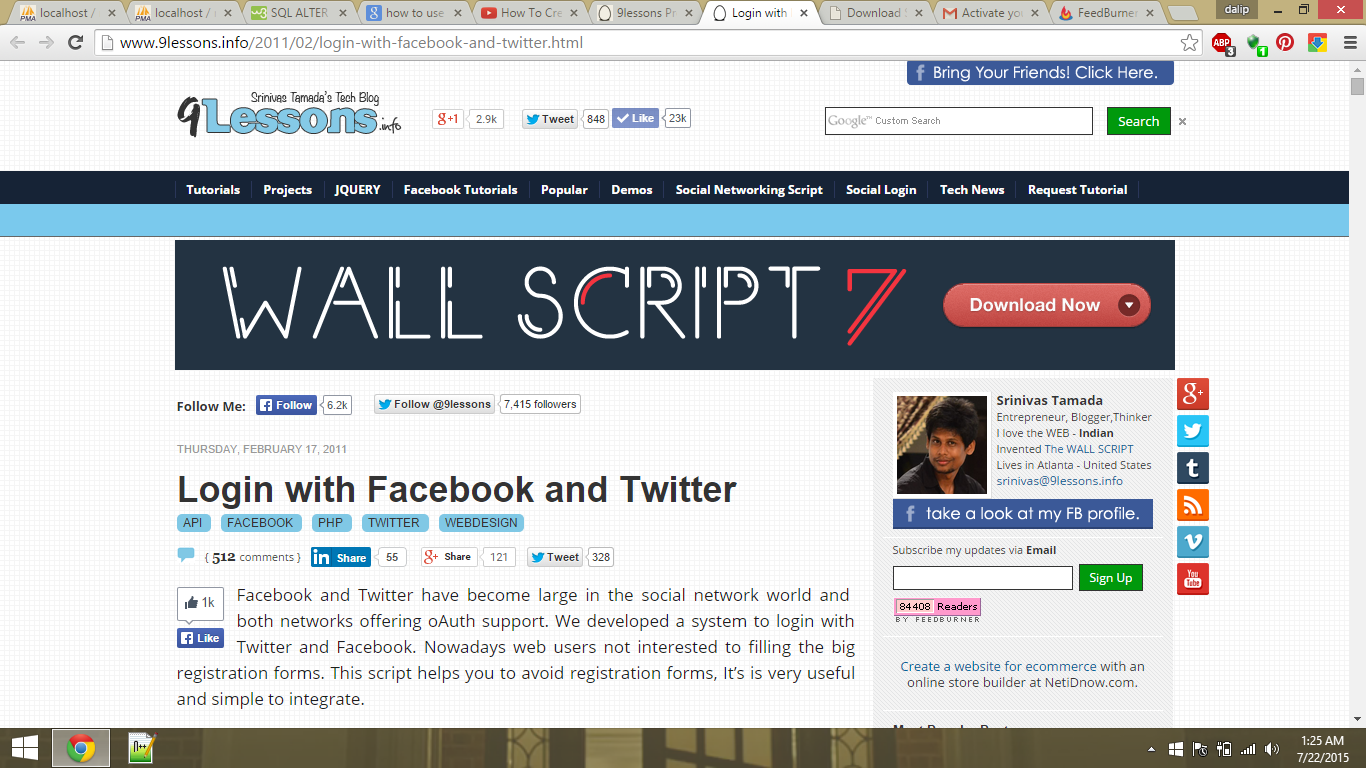 localhost /
localhost /
SQL ALTER
how to use
How To Cre
9lessons Pr
Login with
Download
Activate yo
FeedBurner
dalip
www.9lessons.info/2011/02/login-with-facebook-and-twitter.html
ABP
3
1
Bring Your Friends! Click Here.
Srinivas Tamada's Tech Blog
9Lessons.info
g+1 2.9k Tweet 848 Like 23k
Google™ Custom Search
Search
Tutorials Projects JQUERY Facebook Tutorials Popular Demos Social Networking Script Social Login Tech News Request Tutorial
WALL SCRIPT 7
Download Now
Follow Me: Follow 6.2k Follow @9lessons 7,415 followers
THURSDAY, FEBRUARY 17, 2011
Login with Facebook and Twitter
API FACEBOOK PHP TWITTER WEBDESIGN
{ 512 comments } in Share 55 g+ Share 121 Tweet 328
1k
Like
Facebook and Twitter have become large in the social network world and
both networks offering oAuth support. We developed a system to login with
Twitter and Facebook. Nowadays web users not interested to filling the big
registration forms. This script helps you to avoid registration forms, It's is very useful
and simple to integrate.
Srinivas Tamada
Entrepreneur, Blogger,Thinker
I love the WEB - Indian
Invented The WALL SCRIPT
Lives in Atlanta - United States
srinivas@9lessons.info
take a look at my FB profile.
Subscribe my updates via Email
Sign Up
84408 Readers
BY FEEDBURNER
Create a website for ecommerce with an
online store builder at NetiDnow.com.
You
Tube
1:25 AM
7/22/2015